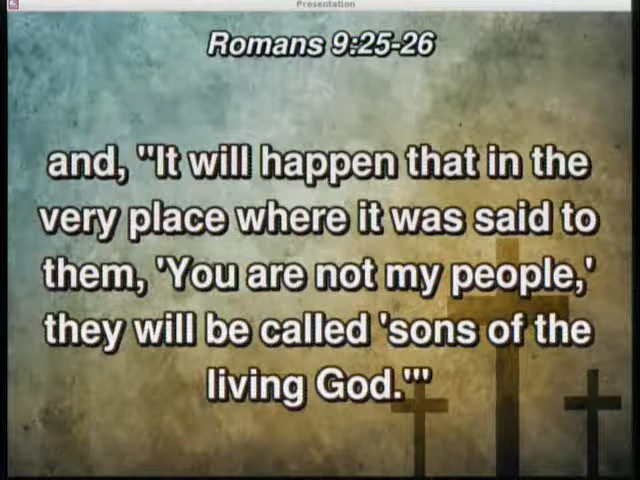 Presentation
Romans 9:25-26
and, "It will happen that in the
very place where it was said to
them, 'You are not my people,'
they will be called 'sons of the
living God.'"